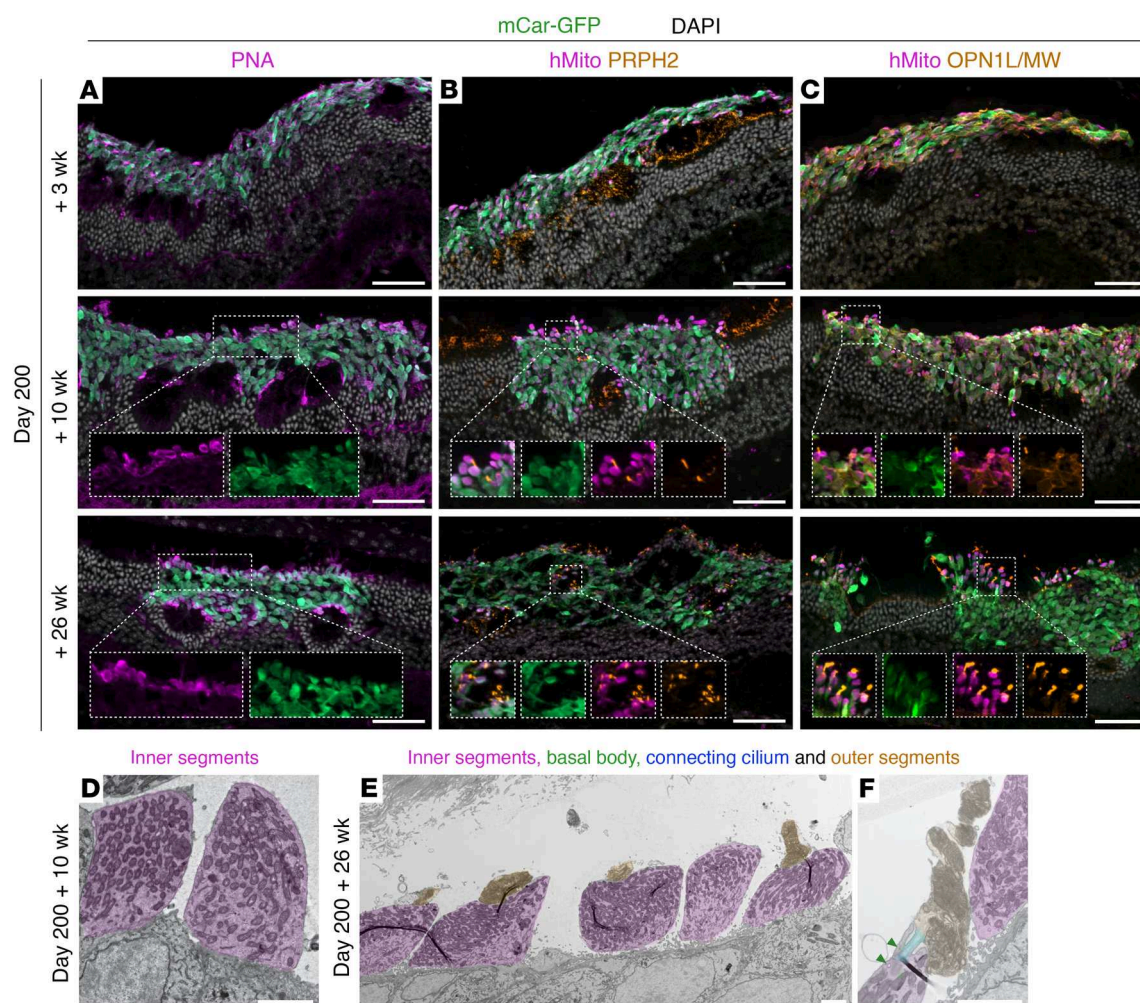 mCar-GFP DAPI
PNA
hMito PRPH2
hMito OPN1L/MW
A
B
C
Day 200
+ 3 wk
+ 10 wk
+ 26 wk
Inner segments
Inner segments, basal body, connecting cilium and outer segments
D
E
F
Day 200 + 10 wk
Day 200 + 26 wk